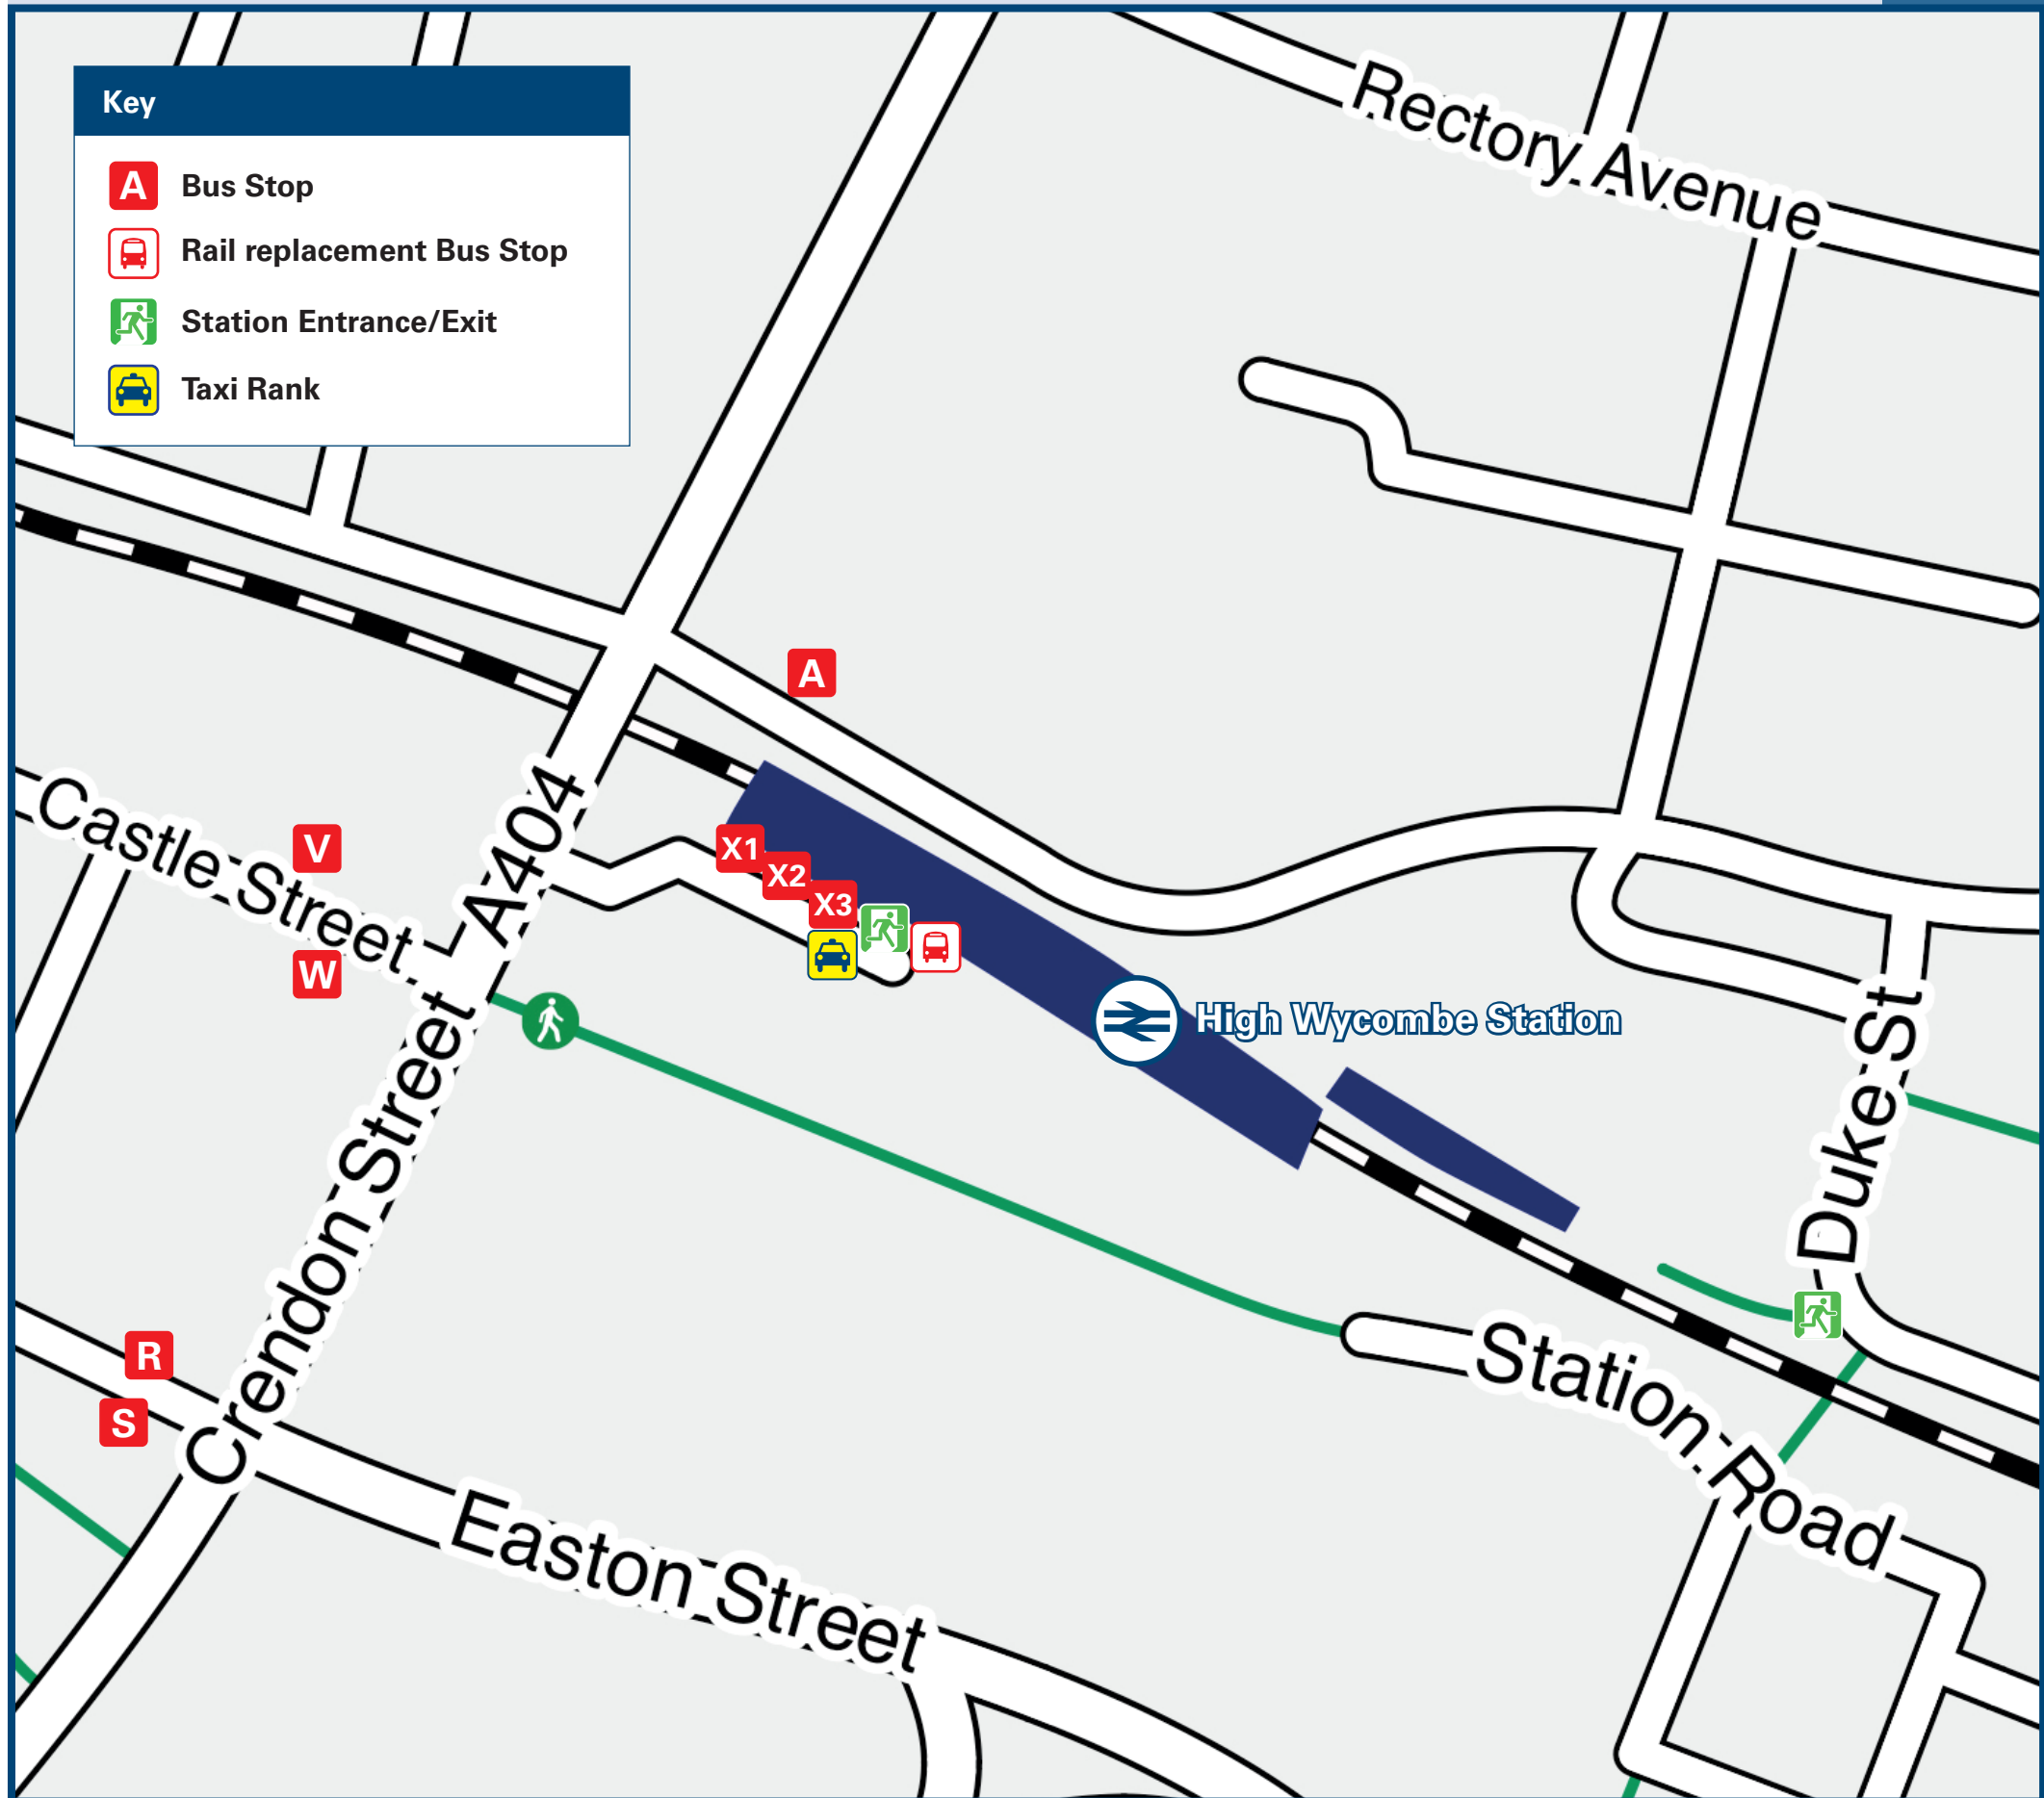 Key
A Bus Stop
Rail replacement Bus Stop
Station Entrance/Exit
Taxi Rank
Rectory Avenue
A
A404
Castle Street
V
W
X1
X2
X3
High Wycombe Station
Duke St
Crendon Street
R
S
Station Road
Easton Street